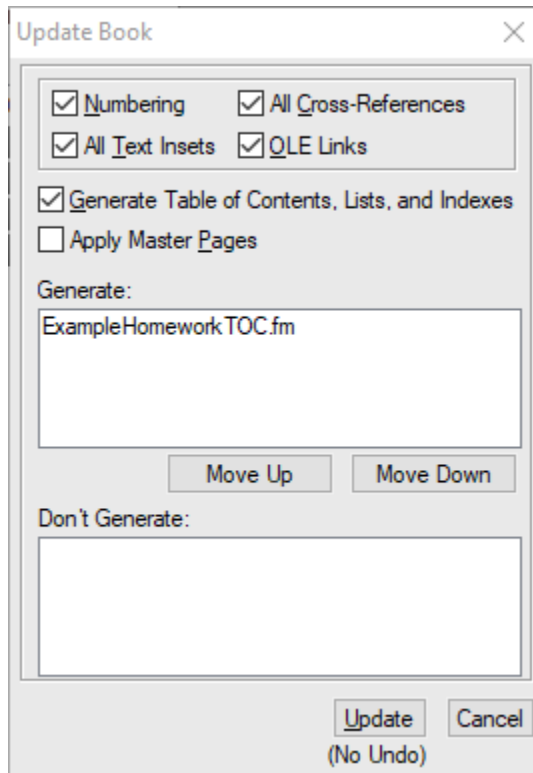 Update Book
Numbering All Cross-References
All Text Insets OLE Links
Generate Table of Contents, Lists, and Indexes
Apply Master Pages
Generate:
ExampleHomeworkTOC.fm
Move Up Move Down
Don't Generate:
Update Cancel
(No Undo)